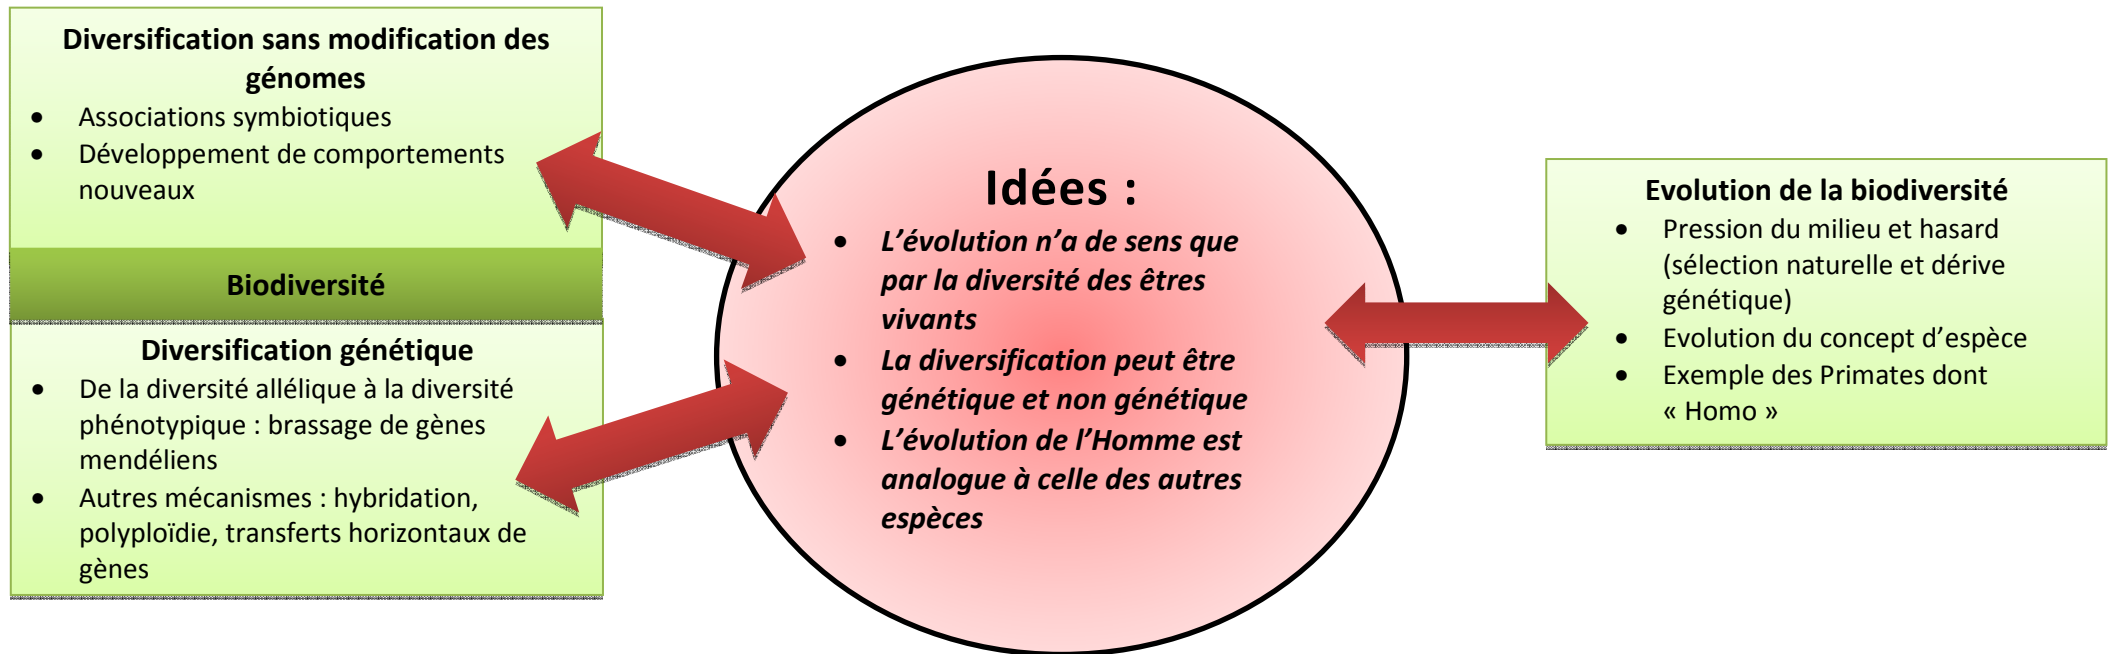 Diversification sans modification des
génomes
• Associations symbiotiques
• Développement de comportements
nouveaux
Biodiversité
Diversification génétique
• De la diversité allélique à la diversité
phénotypique : brassage de gènes
mendéliens
• Autres mécanismes : hybridation,
polyploïdie, transferts horizontaux de
gènes
Idées :
• L’évolution n’a de sens que
par la diversité des êtres
vivants
• La diversification peut être
génétique et non génétique
• L’évolution de l’Homme est
analogue à celle des autres
espèces
Evolution de la biodiversité
• Pression du milieu et hasard
(sélection naturelle et dérive
génétique)
• Evolution du concept d’espèce
• Exemple des Primates dont
« Homo »